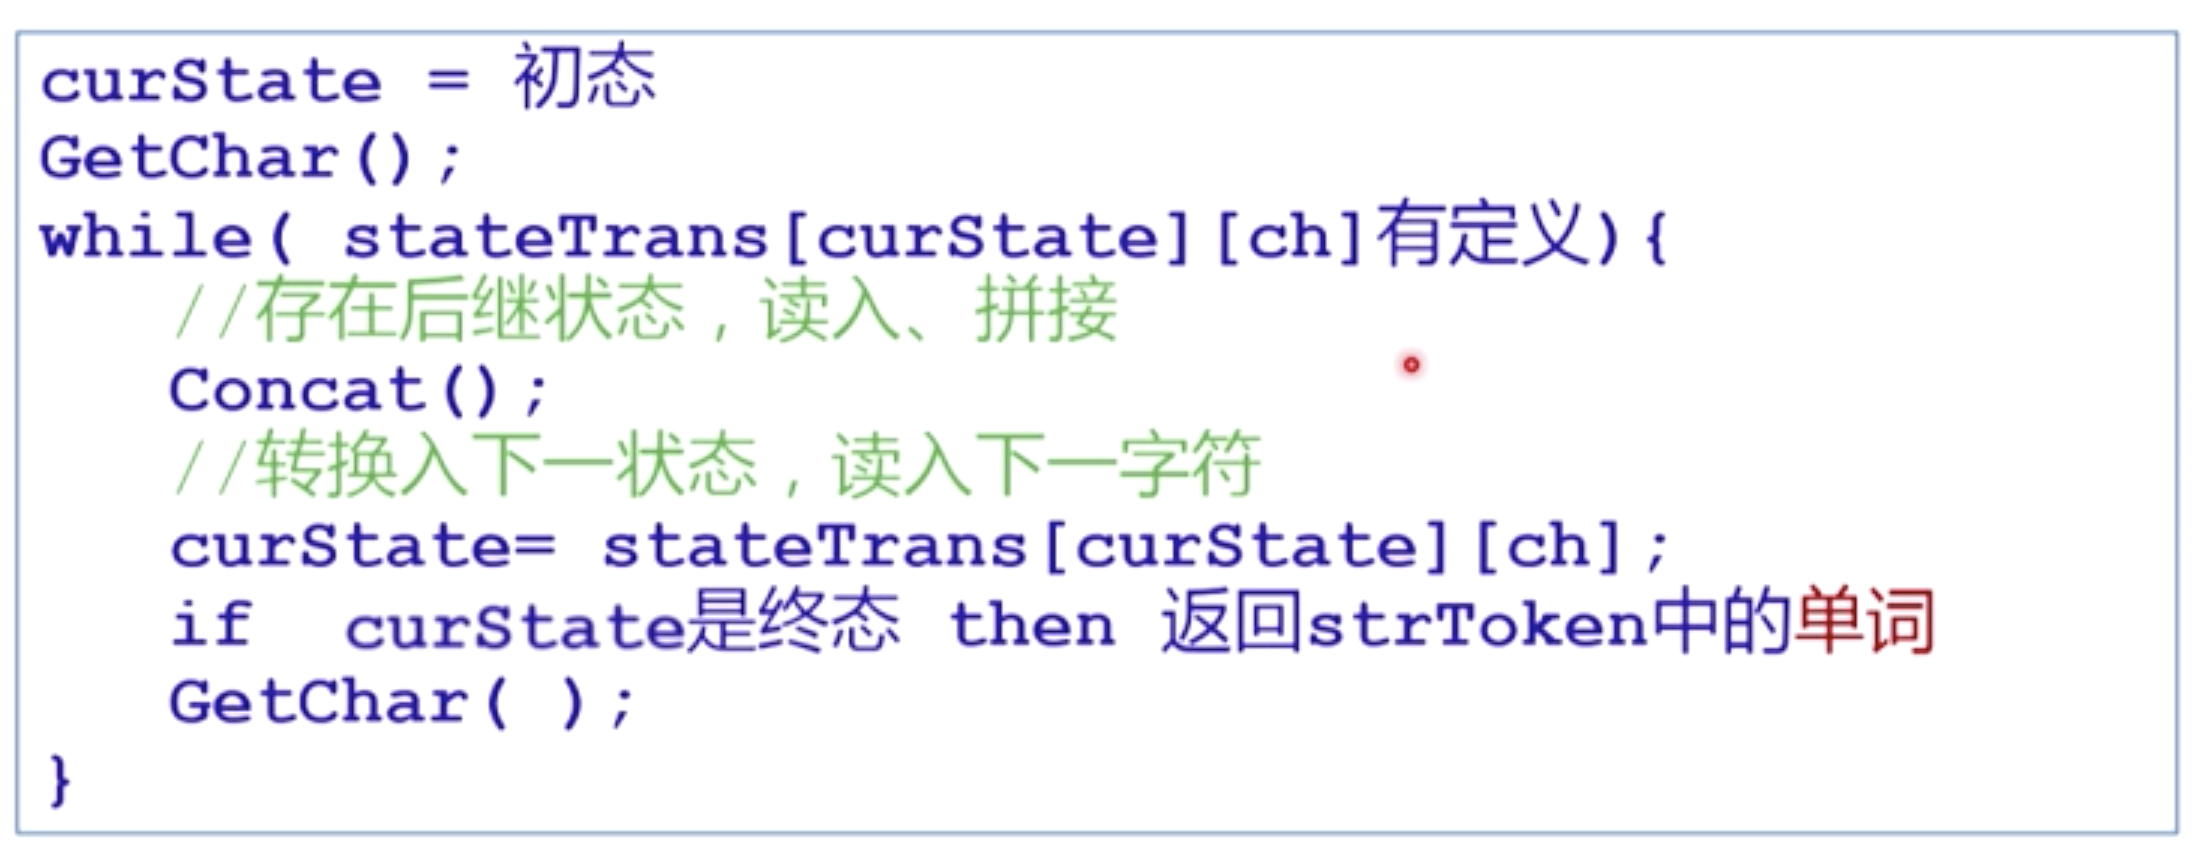 curState = 初态
GetChar();
while( stateTrans[curState][ch]有定义){
//存在后继状态，读入、拼接
Concat();
//转换入下一状态，读入下一字符
curState= stateTrans[curState][ch];
if curState是终态 then 返回strToken中的单词
GetChar( );
}